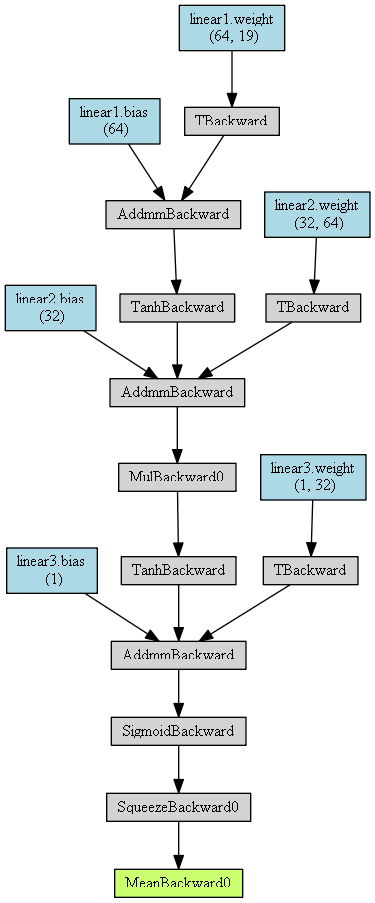 linear1.weight
(64, 19)
linear1.bias
(64)
TBackward
AddmmBackward
linear2.weight
(32, 64)
linear2.bias
(32)
TanhBackward
TBackward
AddmmBackward
MulBackward0
linear3.weight
(1, 32)
linear3.bias
(1)
TanhBackward
TBackward
AddmmBackward
SigmoidBackward
SqueezeBackward0
MeanBackward0